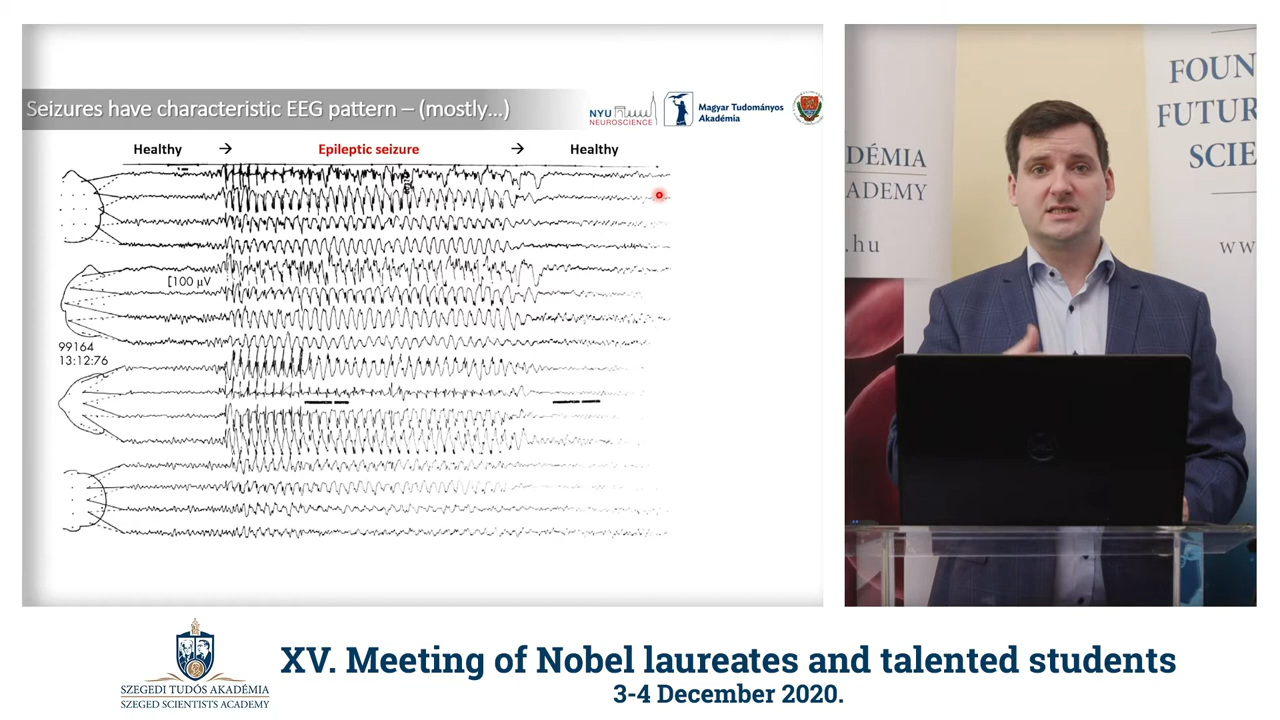 Seizures have characteristic EEG pattern – (mostly...)
NYU
NEUROSCIENCE
Magyar Tudományos
Akadémia
Healthy → Epileptic seizure → Healthy
[100 μV
99164
13:12:76
FOUN
FUTUR
SCIE
DÉMIA
ADEMY
.hu
ww
DELL
SZEGEDI TUDÓS AKADÉMIA
SZEGED SCIENTISTS ACADEMY
XV. Meeting of Nobel laureates and talented students
3-4 December 2020.